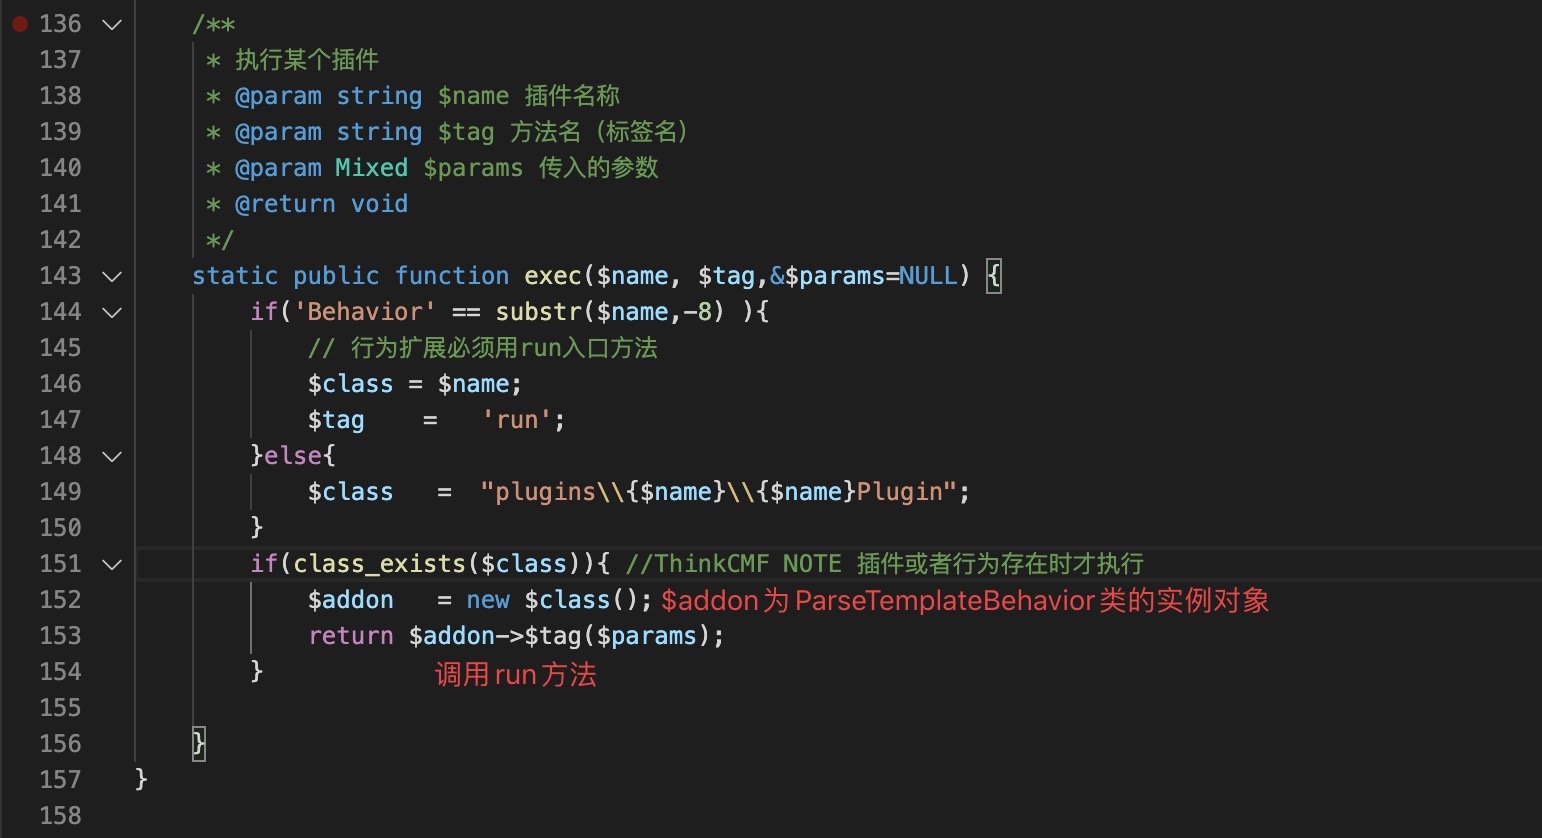 136 /**
137 * 执行某个插件
138 * @param string $name 插件名称
139 * @param string $tag 方法名（标签名）
140 * @param Mixed $params 传入的参数
141 * @return void
142 */
143 static public function exec($name, $tag,&$params=NULL) {
144 if('Behavior' == substr($name,-8) ){
145 // 行为扩展必须用run入口方法
146 $class = $name;
147 $tag    =   'run';
148 }else{
149 $class   =  "plugins\\{$name}\\{$name}Plugin";
150 }
151 if(class_exists($class)){ //ThinkCMF NOTE 插件或者行为存在时才执行
152 $addon   = new $class(); $addon为ParseTemplateBehavior类的实例对象
153 return $addon->$tag($params);
154 } 调用run方法
155
156 }
157 }
158